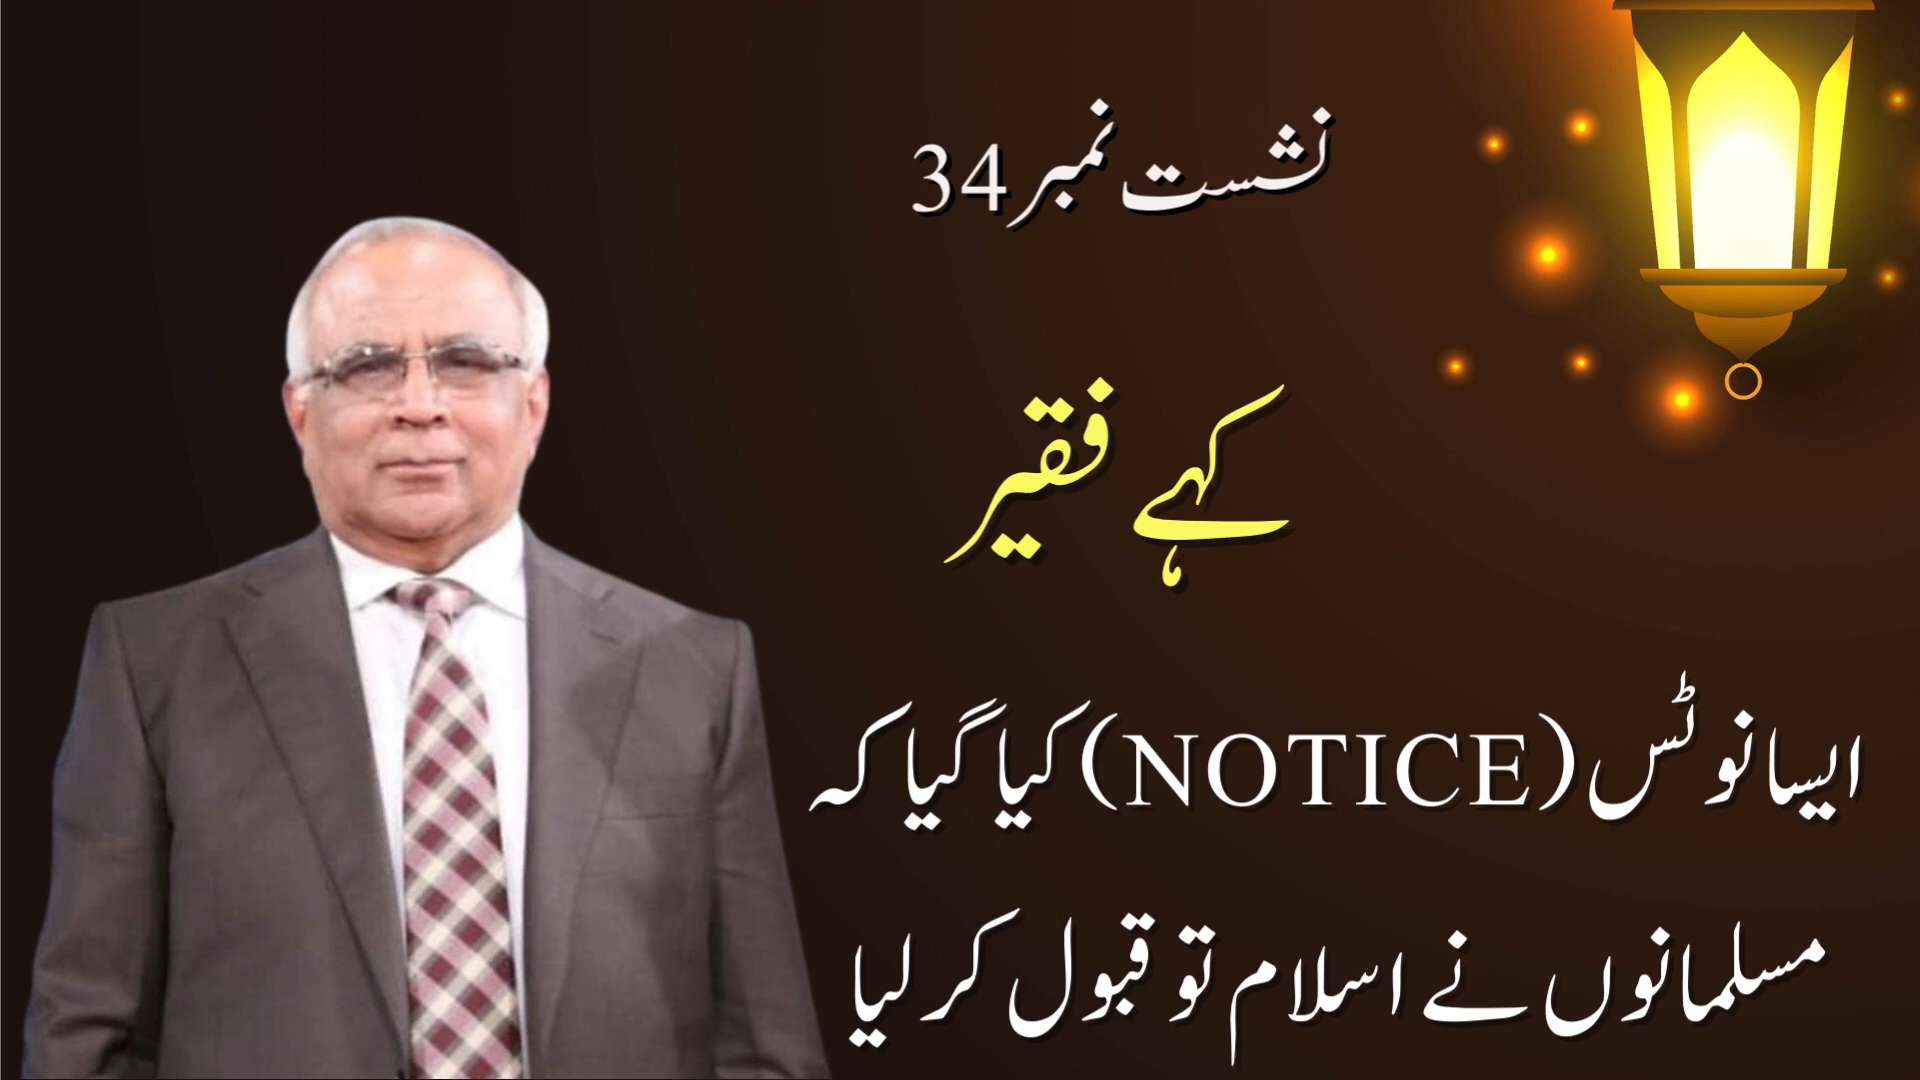 نشست نمبر 34
کہے فقیر
ایسا نوٹس (NOTICE) کیا گیا کہ
مسلمانوں نے اسلام تو قبول کر لیا